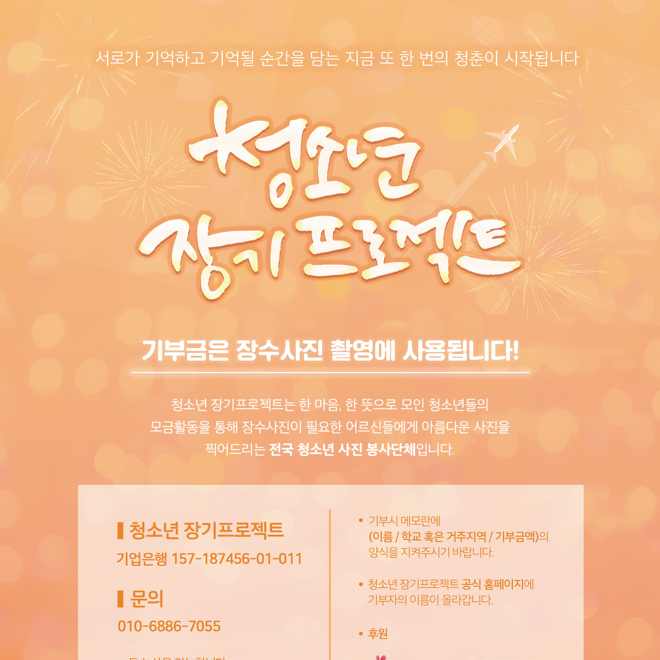 서로가 기억하고 기억될 순간을 담는 지금 또 한 번의 청춘이 시작됩니다
청소년
장기프로젝트
기부금은 장수사진 촬영에 사용됩니다!
청소년 장기프로젝트는 한 마음, 한 뜻으로 모인 청소년들의
모금활동을 통해 장수사진이 필요한 어르신들에게 아름다운 사진을
찍어드리는 전국 청소년 사진 봉사단체입니다.
청소년 장기프로젝트
기업은행 157-187456-01-011
문의
010-6886-7055
• 기부시 메모란에
(이름 / 학교 혹은 거주지역 / 기부금액)의
양식을 지켜주시기 바랍니다.
• 청소년 장기프로젝트 공식 홈페이지에
기부자의 이름이 올라갑니다.
• 후원